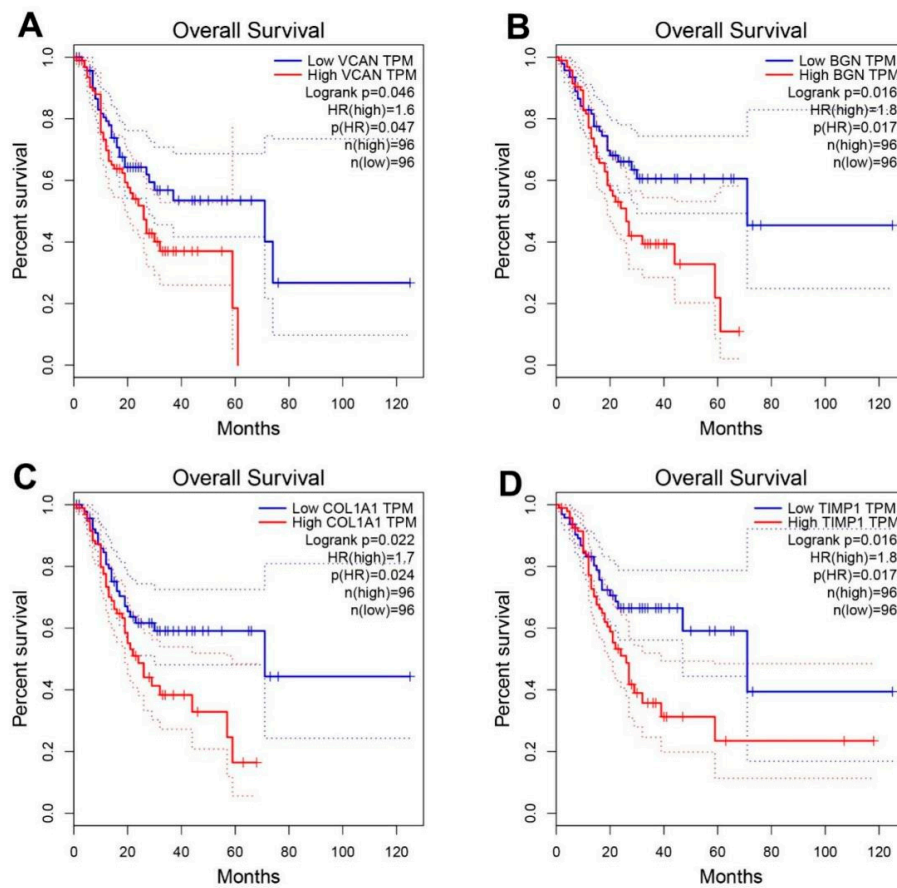 A
Overall Survival
Low VCAN TPM
High VCAN TPM
Logrank p=0.046
HR(high)=1.6
p(HR)=0.047
n(high)=96
n(low)=96
Percent survival
0.0 0.2 0.4 0.6 0.8 1.0
0 20 40 60 80 100 120
Months
B
Overall Survival
Low BGN TPM
High BGN TPM
Logrank p=0.016
HR(high)=1.8
p(HR)=0.017
n(high)=96
n(low)=96
Percent survival
0.0 0.2 0.4 0.6 0.8 1.0
0 20 40 60 80 100 120
Months
C
Overall Survival
Low COL1A1 TPM
High COL1A1 TPM
Logrank p=0.022
HR(high)=1.7
p(HR)=0.024
n(high)=96
n(low)=96
Percent survival
0.0 0.2 0.4 0.6 0.8 1.0
0 20 40 60 80 100 120
Months
D
Overall Survival
Low TIMP1 TPM
High TIMP1 TPM
Logrank p=0.016
HR(high)=1.8
p(HR)=0.017
n(high)=96
n(low)=96
Percent survival
0.0 0.2 0.4 0.6 0.8 1.0
0 20 40 60 80 100
Months